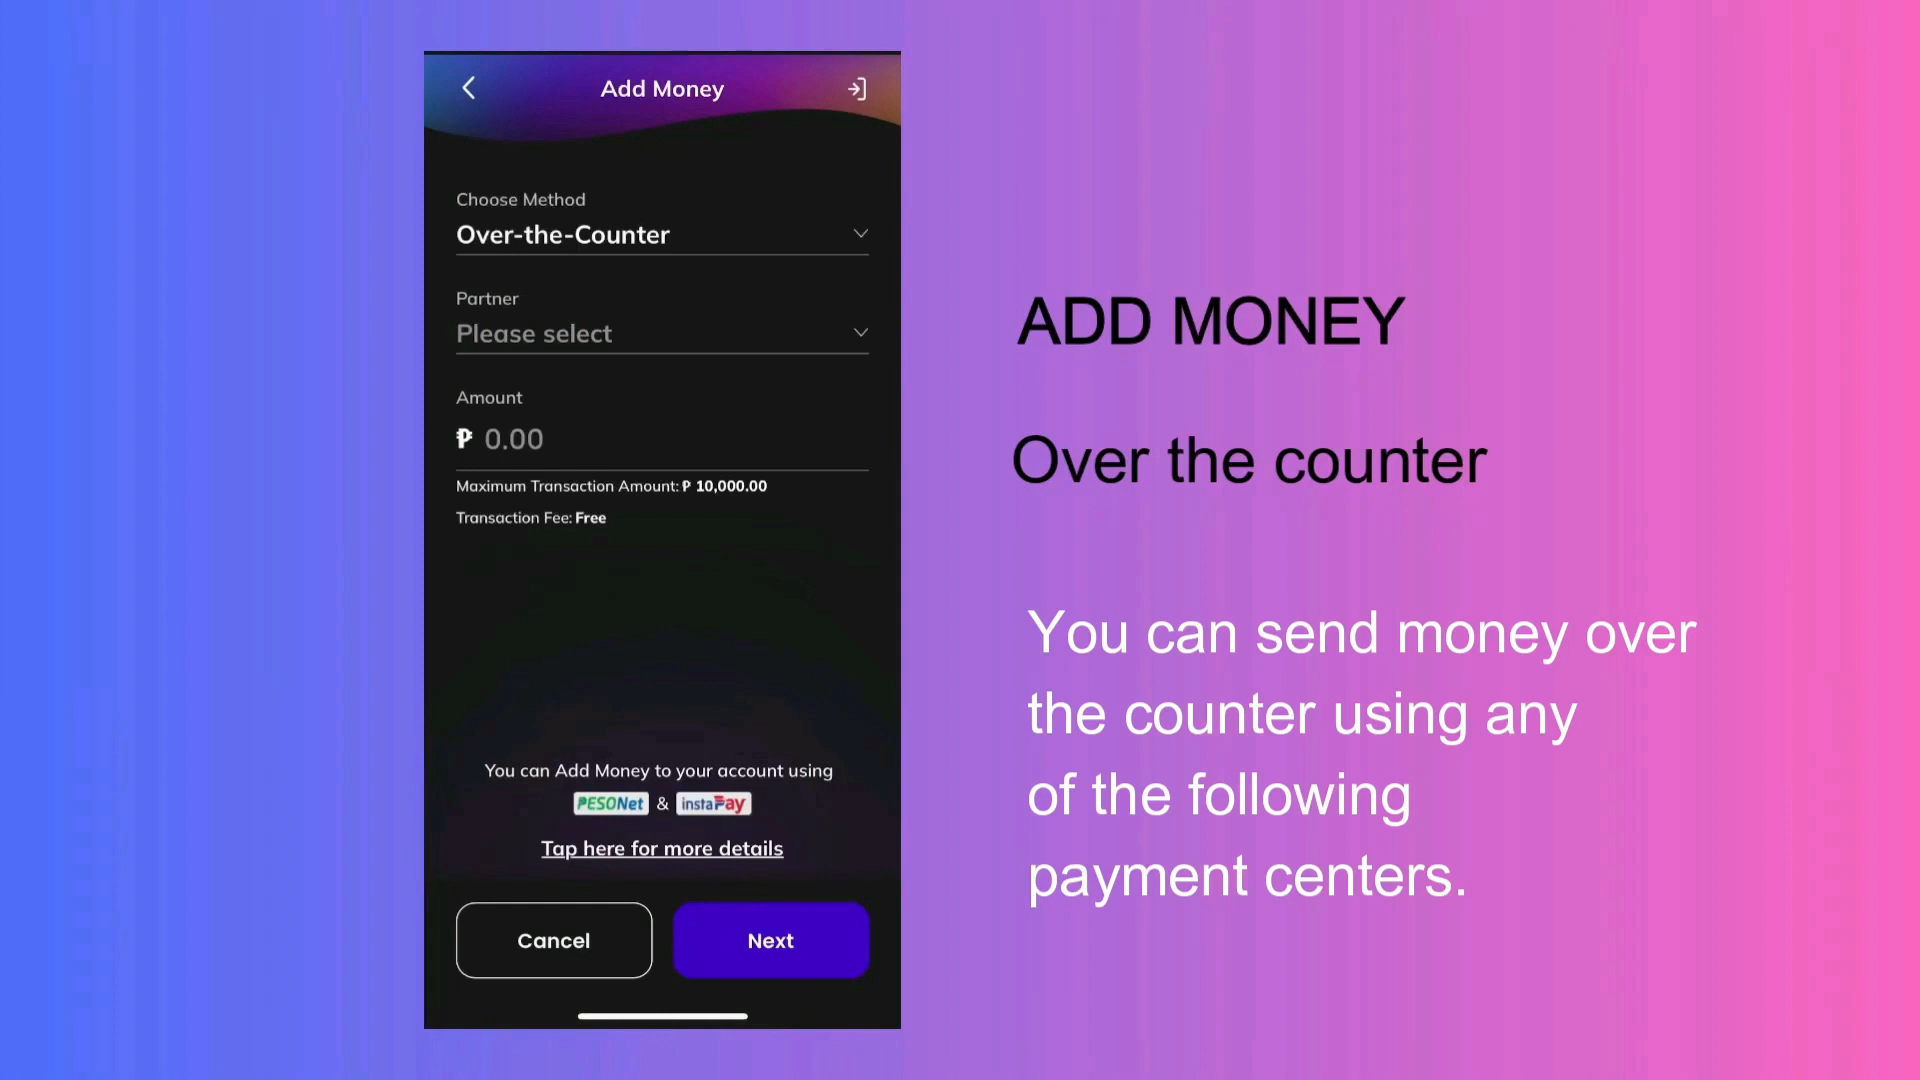 Add Money
Choose Method
Over-the-Counter
Partner
Please select
Amount
₱ 0.00
Maximum Transaction Amount: ₱ 10,000.00
Transaction Fee: Free
You can Add Money to your account using
PESONet & instaPay
Tap here for more details
Cancel
Next
ADD MONEY
Over the counter
You can send money over
the counter using any
of the following
payment centers.